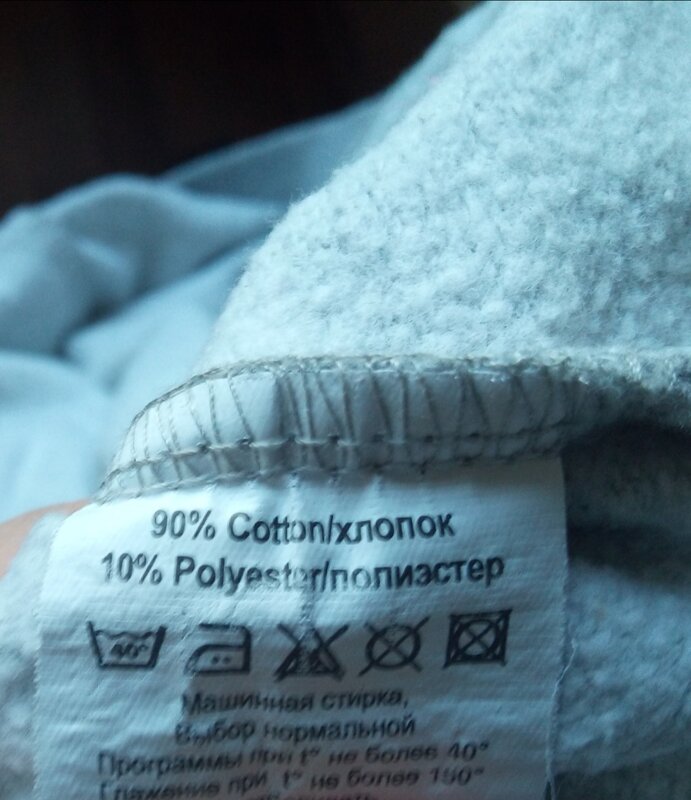 90% Cotton/хлопок
10% Polyester/полиэстер
40°
Машинная стирка,
Выбор нормальной
Программы при t° не более 40°
Глажение при t° не более 150°